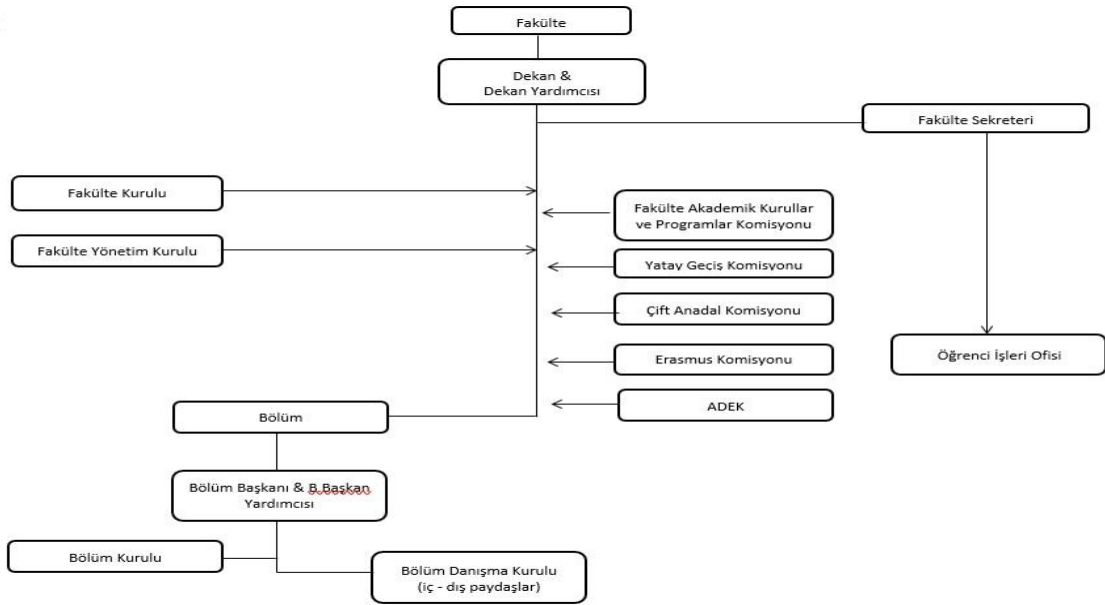 Fakülte
Dekan &
Dekan Yardımcısı
Fakülte Sekreteri
Fakülte Kurulu
Fakülte Akademik Kurullar
ve Programlar Komisyonu
Fakülte Yönetim Kurulu
Yatay Geçiş Komisyonu
Çift Anadal Komisyonu
Öğrenci İşleri Ofisi
Erasmus Komisyonu
ADEK
Bölüm
Bölüm Başkanı & B.Başkan
Yardımcısı
Bölüm Kurulu
Bölüm Danışma Kurulu
(iç - dış paydaşlar)